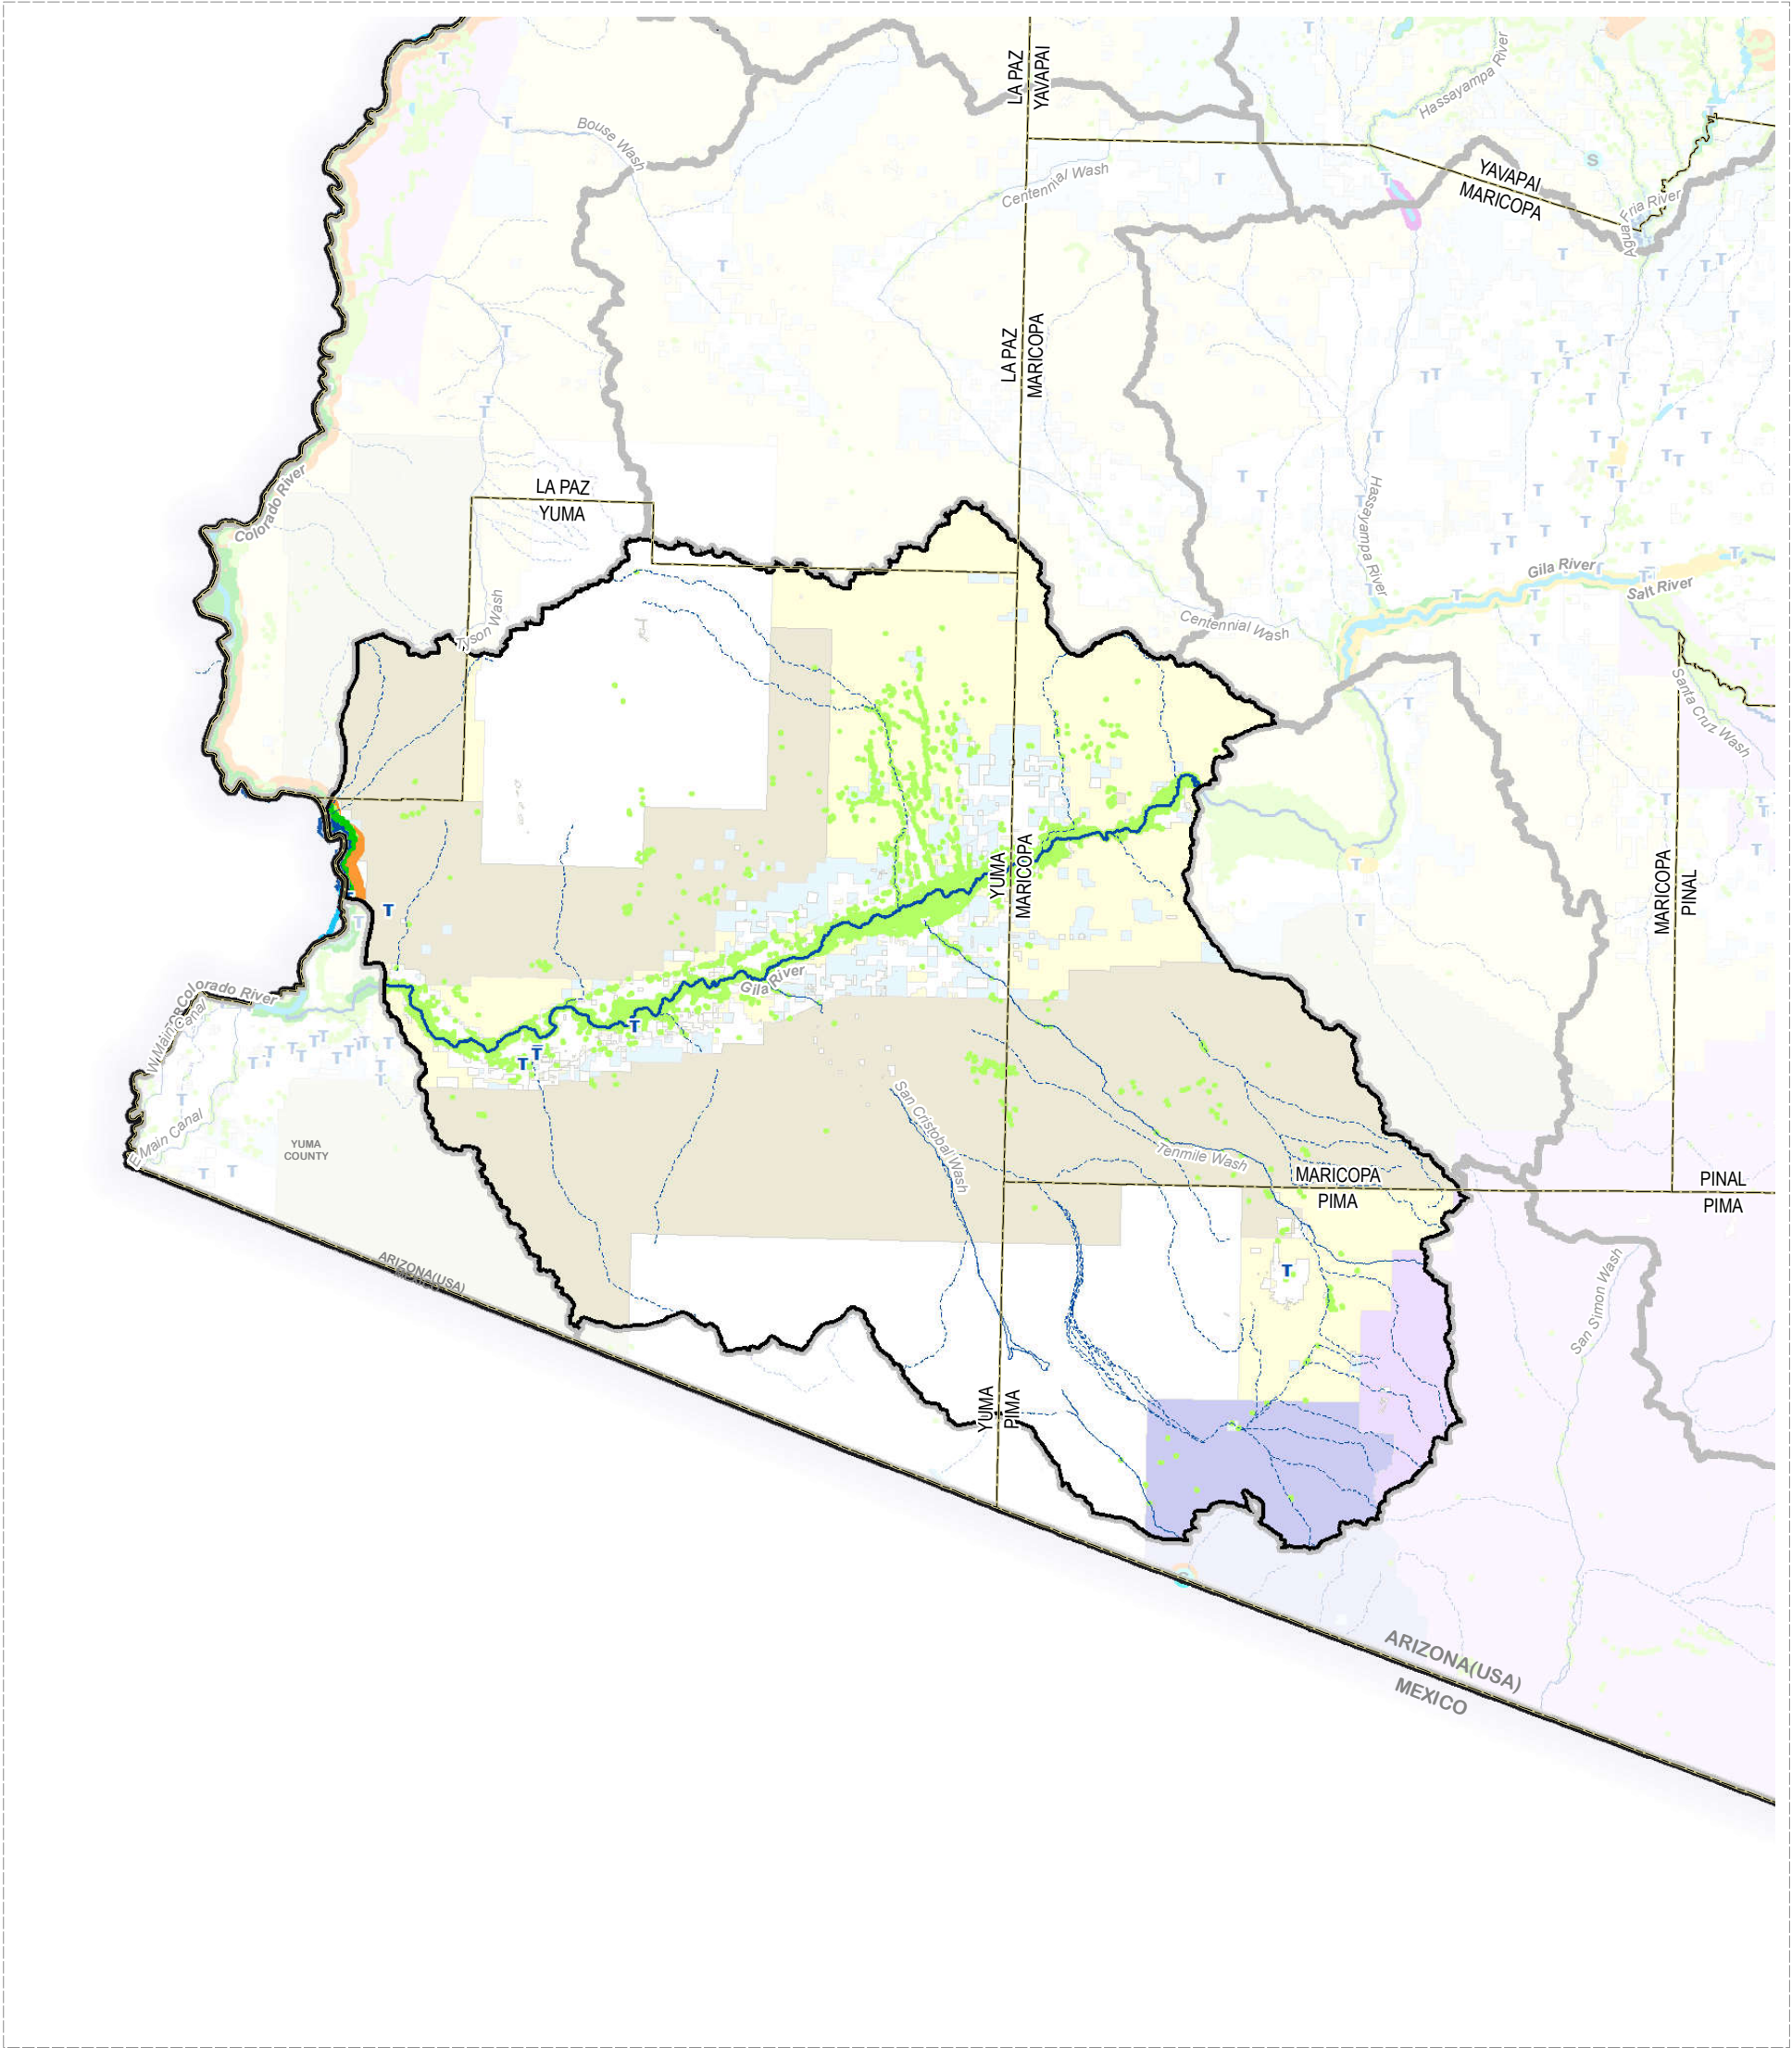 LA PAZ
YAVAPAI
Hassayampa River
Bouse Wash
Centennial Wash
YAVAPAI
MARICOPA
Agua Fria River
LA PAZ
MARICOPA
Colorado River
LA PAZ
YUMA
Hassayampa River
Gila River
Salt River
Tyson Wash
Centennial Wash
Santa Cruz Wash
YUMA
MARICOPA
MARICOPA
PINAL
Gila River
Colorado River
W Main Canal
E Main Canal
YUMA
COUNTY
San Cristobal Wash
Tenmile Wash
MARICOPA
PIMA
PINAL
PIMA
ARIZONA(USA)
San Simon Wash
YUMA
PIMA
ARIZONA(USA)
MEXICO
T
T
T
T
T
T
S